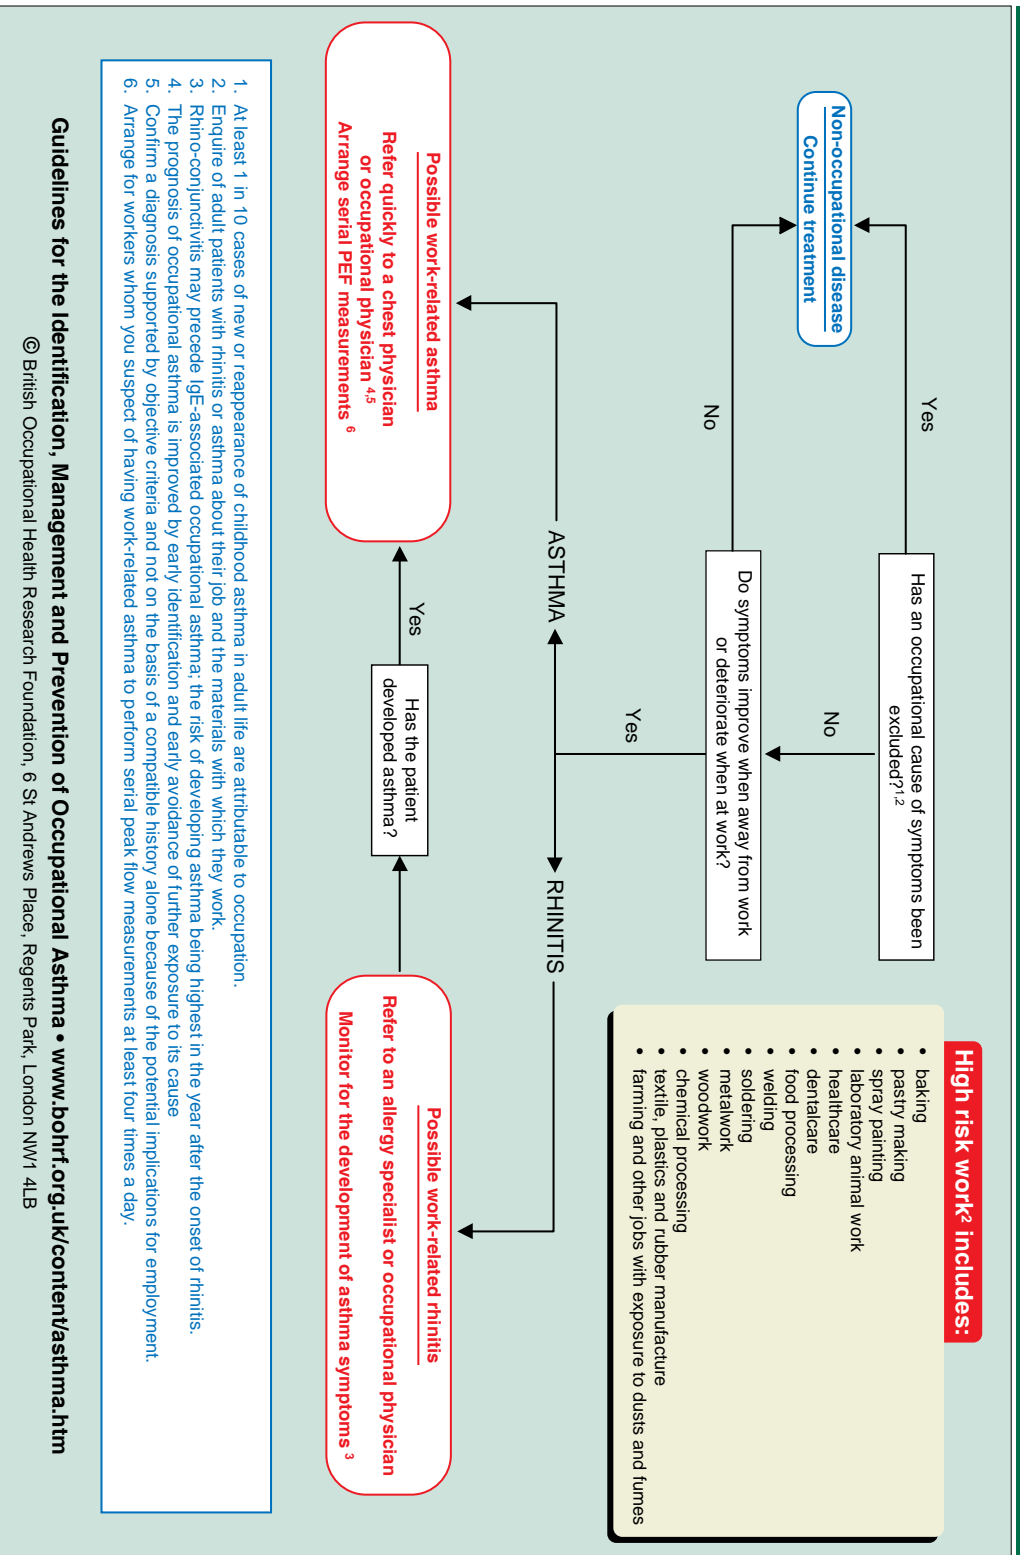 High risk work2 includes:
• baking
• pastry making
• spray painting
• laboratory animal work
• healthcare
• dentalcare
• food processing
• welding
• soldering
• metalwork
• woodwork
• chemical processing
• textile, plastics and rubber manufacture
• farming and other jobs with exposure to dusts and fumes
Has an occupational cause of symptoms been
excluded?1,2
Yes
No
Non-occupational disease
Continue treatment
Do symptoms improve when away from work
or deteriorate when at work?
No
Yes
ASTHMA
RHINITIS
Possible work-related asthma
Refer quickly to a chest physician
or occupational physician 4,5
Arrange serial PEF measurements 6
Yes
Has the patient
developed asthma?
Possible work-related rhinitis
Refer to an allergy specialist or occupational physician
Monitor for the development of asthma symptoms 3
1. At least 1 in 10 cases of new or reappearance of childhood asthma in adult life are attributable to occupation.
2. Enquire of adult patients with rhinitis or asthma about their job and the materials with which they work.
3. Rhino-conjunctivitis may precede IgE-associated occupational asthma; the risk of developing asthma being highest in the year after the onset of rhinitis.
4. The prognosis of occupational asthma is improved by early identification and early avoidance of further exposure to its cause
5. Confirm a diagnosis supported by objective criteria and not on the basis of a compatible history alone because of the potential implications for employment.
6. Arrange for workers whom you suspect of having work-related asthma to perform serial peak flow measurements at least four times a day.
Guidelines for the Identification, Management and Prevention of Occupational Asthma • www.bohrf.org.uk/content/asthma.htm
© British Occupational Health Research Foundation, 6 St Andrews Place, Regents Park, London NW1 4LB